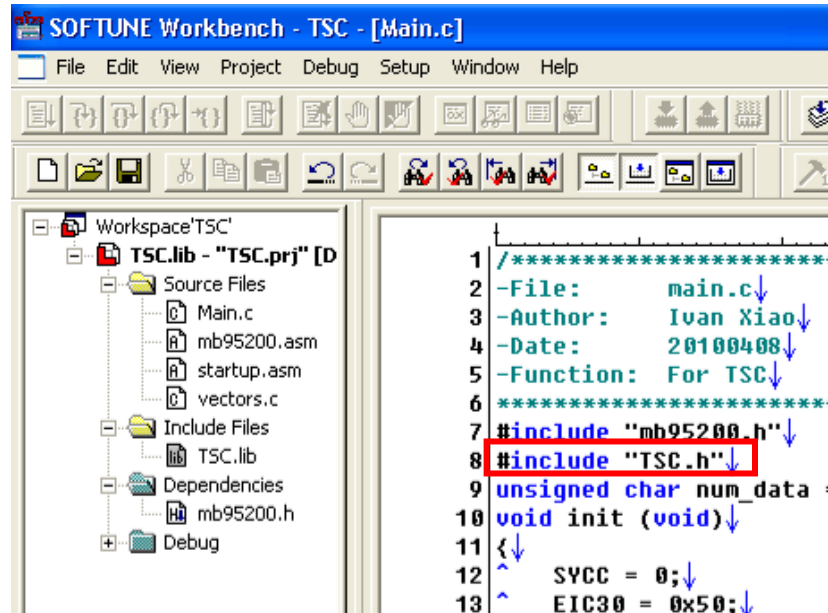 SOFTUNE Workbench - TSC - [Main.c]
File Edit View Project Debug Setup Window Help
Workspace'TSC'
TSC.lib - "TSC.prj" [D
Source Files
Main.c
mb95200.asm
startup.asm
vectors.c
Include Files
TSC.lib
Dependencies
mb95200.h
Debug
1 /***********************
2 -File: main.c↓
3 -Author: Ivan Xiao↓
4 -Date: 20100408↓
5 -Function: For TSC↓
6 ***********************
7 #include "mb95200.h"↓
8 #include "TSC.h"↓
9 unsigned char num_data =
10 void init (void)↓
11 {↓
12 ^ SYCC = 0;↓
13 ^ EIC30 = 0x50;↓